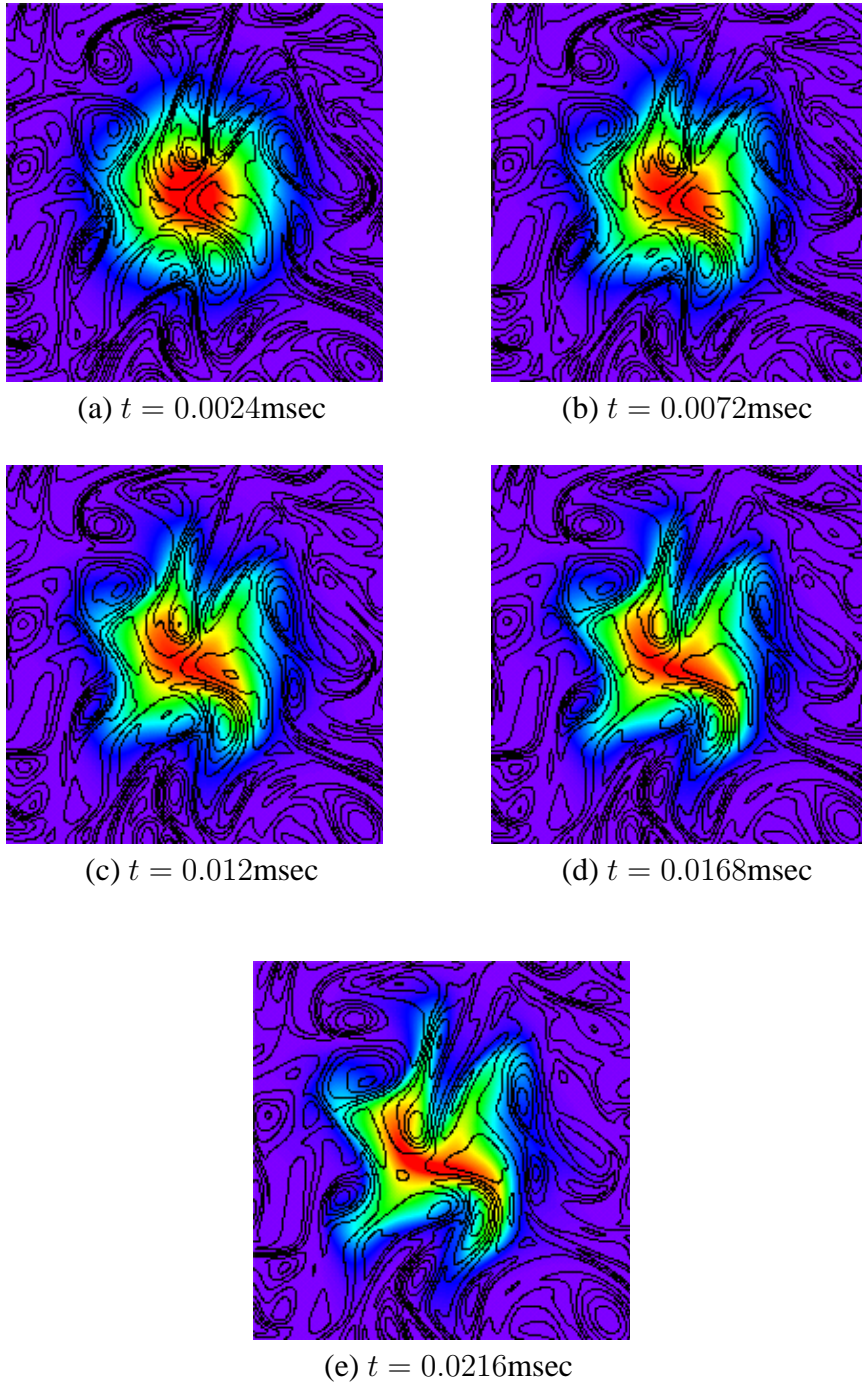 (a) t = 0.0024msec
(b) t = 0.0072msec
(c) t = 0.012msec
(d) t = 0.0168msec
(e) t = 0.0216msec